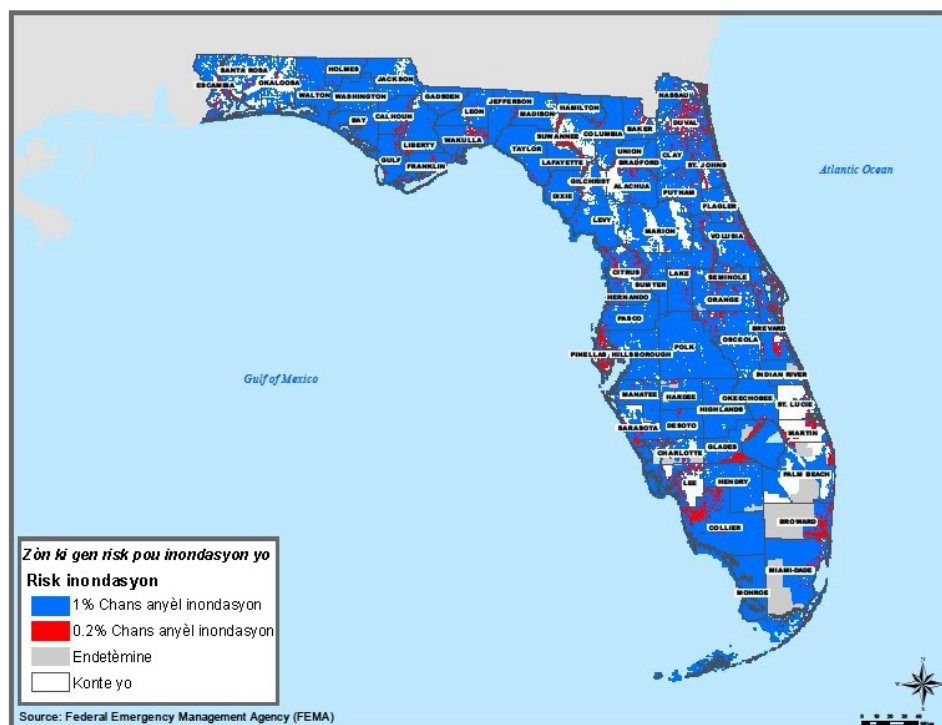 SANTA ROSA
HOLMES
ESCAMBIA
OKALOOSA
JACKSON
WALTON
WASHINGTON
GADSDEN
JEFFERSON
NASSAU
HAMILTON
MADISON
LEON
BAY
CALHOUN
SUWANNEE
COLUMBIA
BAKER
DUVAL
LIBERTY
WAKULLA
TAYLOR
UNION
CLAY
GULF
FRANKLIN
LAFAYETTE
BRADFORD
ST. JOHNS
GILCHRIST
ALACHUA
PUTNAM
DIXIE
FLAGLER
LEVY
MARION
VOLUSIA
Atlantic Ocean
CITRUS
LAKE
SEMINOLE
SUMTER
HERNANDO
ORANGE
PASCO
BREVARD
OSCEOLA
PINELLAS
HILLSBOROUGH
POLK
Gulf of Mexico
INDIAN RIVER
MANATEE
HARDEE
OKEECHOBEE
ST. LUCIE
HIGHLANDS
SARASOTA
DESOTO
MARTIN
CHARLOTTE
GLADES
LEE
HENDRY
PALM BEACH
COLLIER
BROWARD
MIAMI-DADE
MONROE
Zòn ki gen risk pou inondasyon yo
Risk inondasyon
1% Chans anyèl inondasyon
0.2% Chans anyèl inondasyon
Endetèmine
Konte yo
Source: Federal Emergency Management Agency (FEMA)